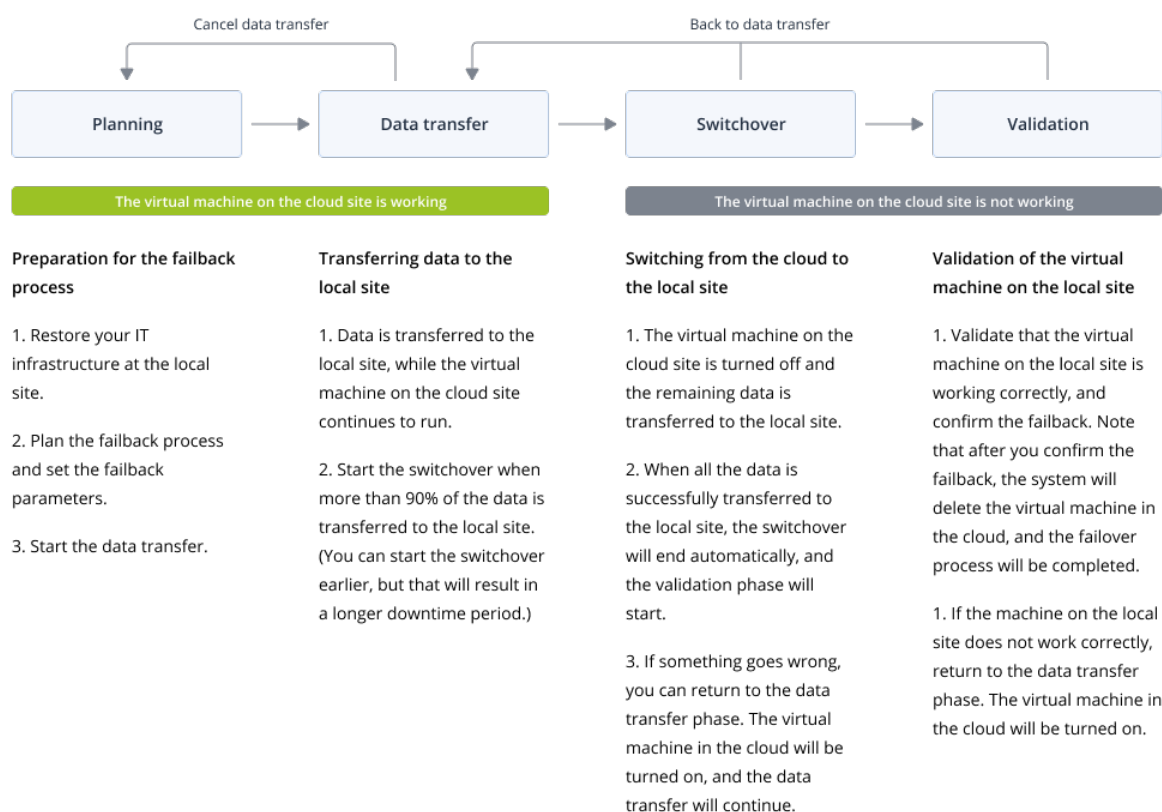 Cancel data transfer
Back to data transfer
Planning
Data transfer
Switchover
Validation
The virtual machine on the cloud site is working
The virtual machine on the cloud site is not working
Preparation for the failback
process
1. Restore your IT
infrastructure at the local
site.
2. Plan the failback process
and set the failback
parameters.
3. Start the data transfer.
Transferring data to the
local site
1. Data is transferred to the
local site, while the virtual
machine on the cloud site
continues to run.
2. Start the switchover when
more than 90% of the data is
transferred to the local site.
(You can start the switchover
earlier, but that will result in
a longer downtime period.)
Switching from the cloud to
the local site
1. The virtual machine on the
cloud site is turned off and
the remaining data is
transferred to the local site.
2. When all the data is
successfully transferred to
the local site, the switchover
will end automatically, and
the validation phase will
start.
3. If something goes wrong,
you can return to the data
transfer phase. The virtual
machine in the cloud will be
turned on, and the data
transfer will continue.
Validation of the virtual
machine on the local site
1. Validate that the virtual
machine on the local site is
working correctly, and
confirm the failback. Note
that after you confirm the
failback, the system will
delete the virtual machine in
the cloud, and the failover
process will be completed.
1. If the machine on the local
site does not work correctly,
return to the data transfer
phase. The virtual machine in
the cloud will be turned on.